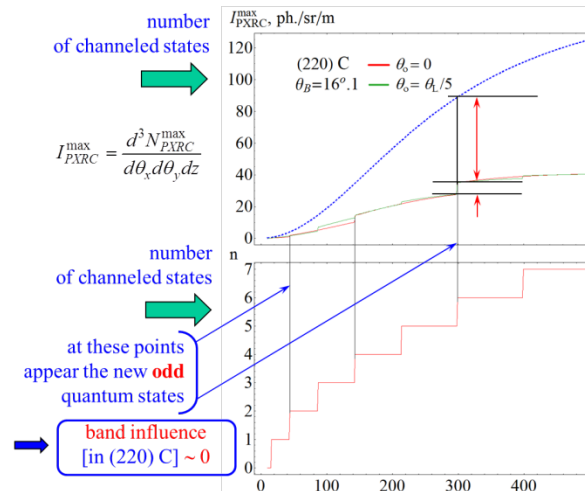 number
of channeled states
I_PXRC^max, ph./sr/m
120
100
80
60
40
20
0
(220) C
θ_B=16°.1
θ_o = 0
θ_o = θ_L/5
I_PXRC^max = d³N_PXRC^max / dθ_x dθ_y dz
number
of channeled states
n
7
6
5
4
3
2
1
0
at these points
appear the new odd
quantum states
band influence
[in (220) C] ~ 0
0
100
200
300
400